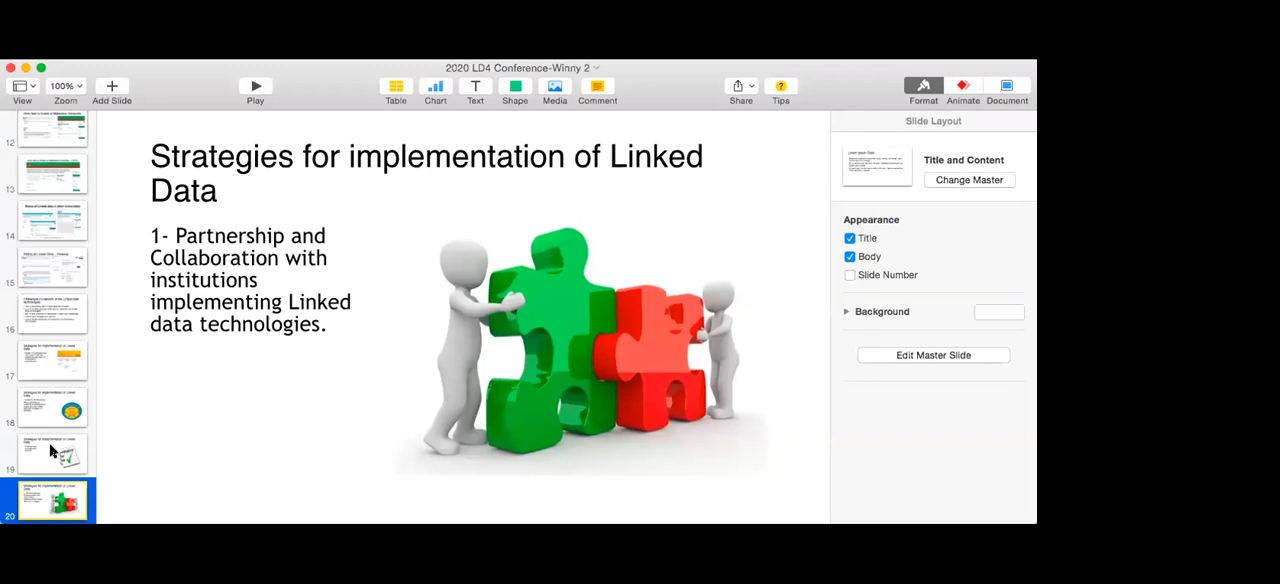 2020 LD4 Conference-Winny 2
100%
View
Zoom
Add Slide
Play
Table
Chart
Text
Shape
Media
Comment
Share
Tips
Format
Animate
Document
12
13
14
15
16
17
18
19
20
Strategies for implementation of Linked
Data
1- Partnership and
Collaboration with
institutions
implementing Linked
data technologies.
Slide Layout
Title and Content
Change Master
Appearance
Title
Body
Slide Number
Background
Edit Master Slide